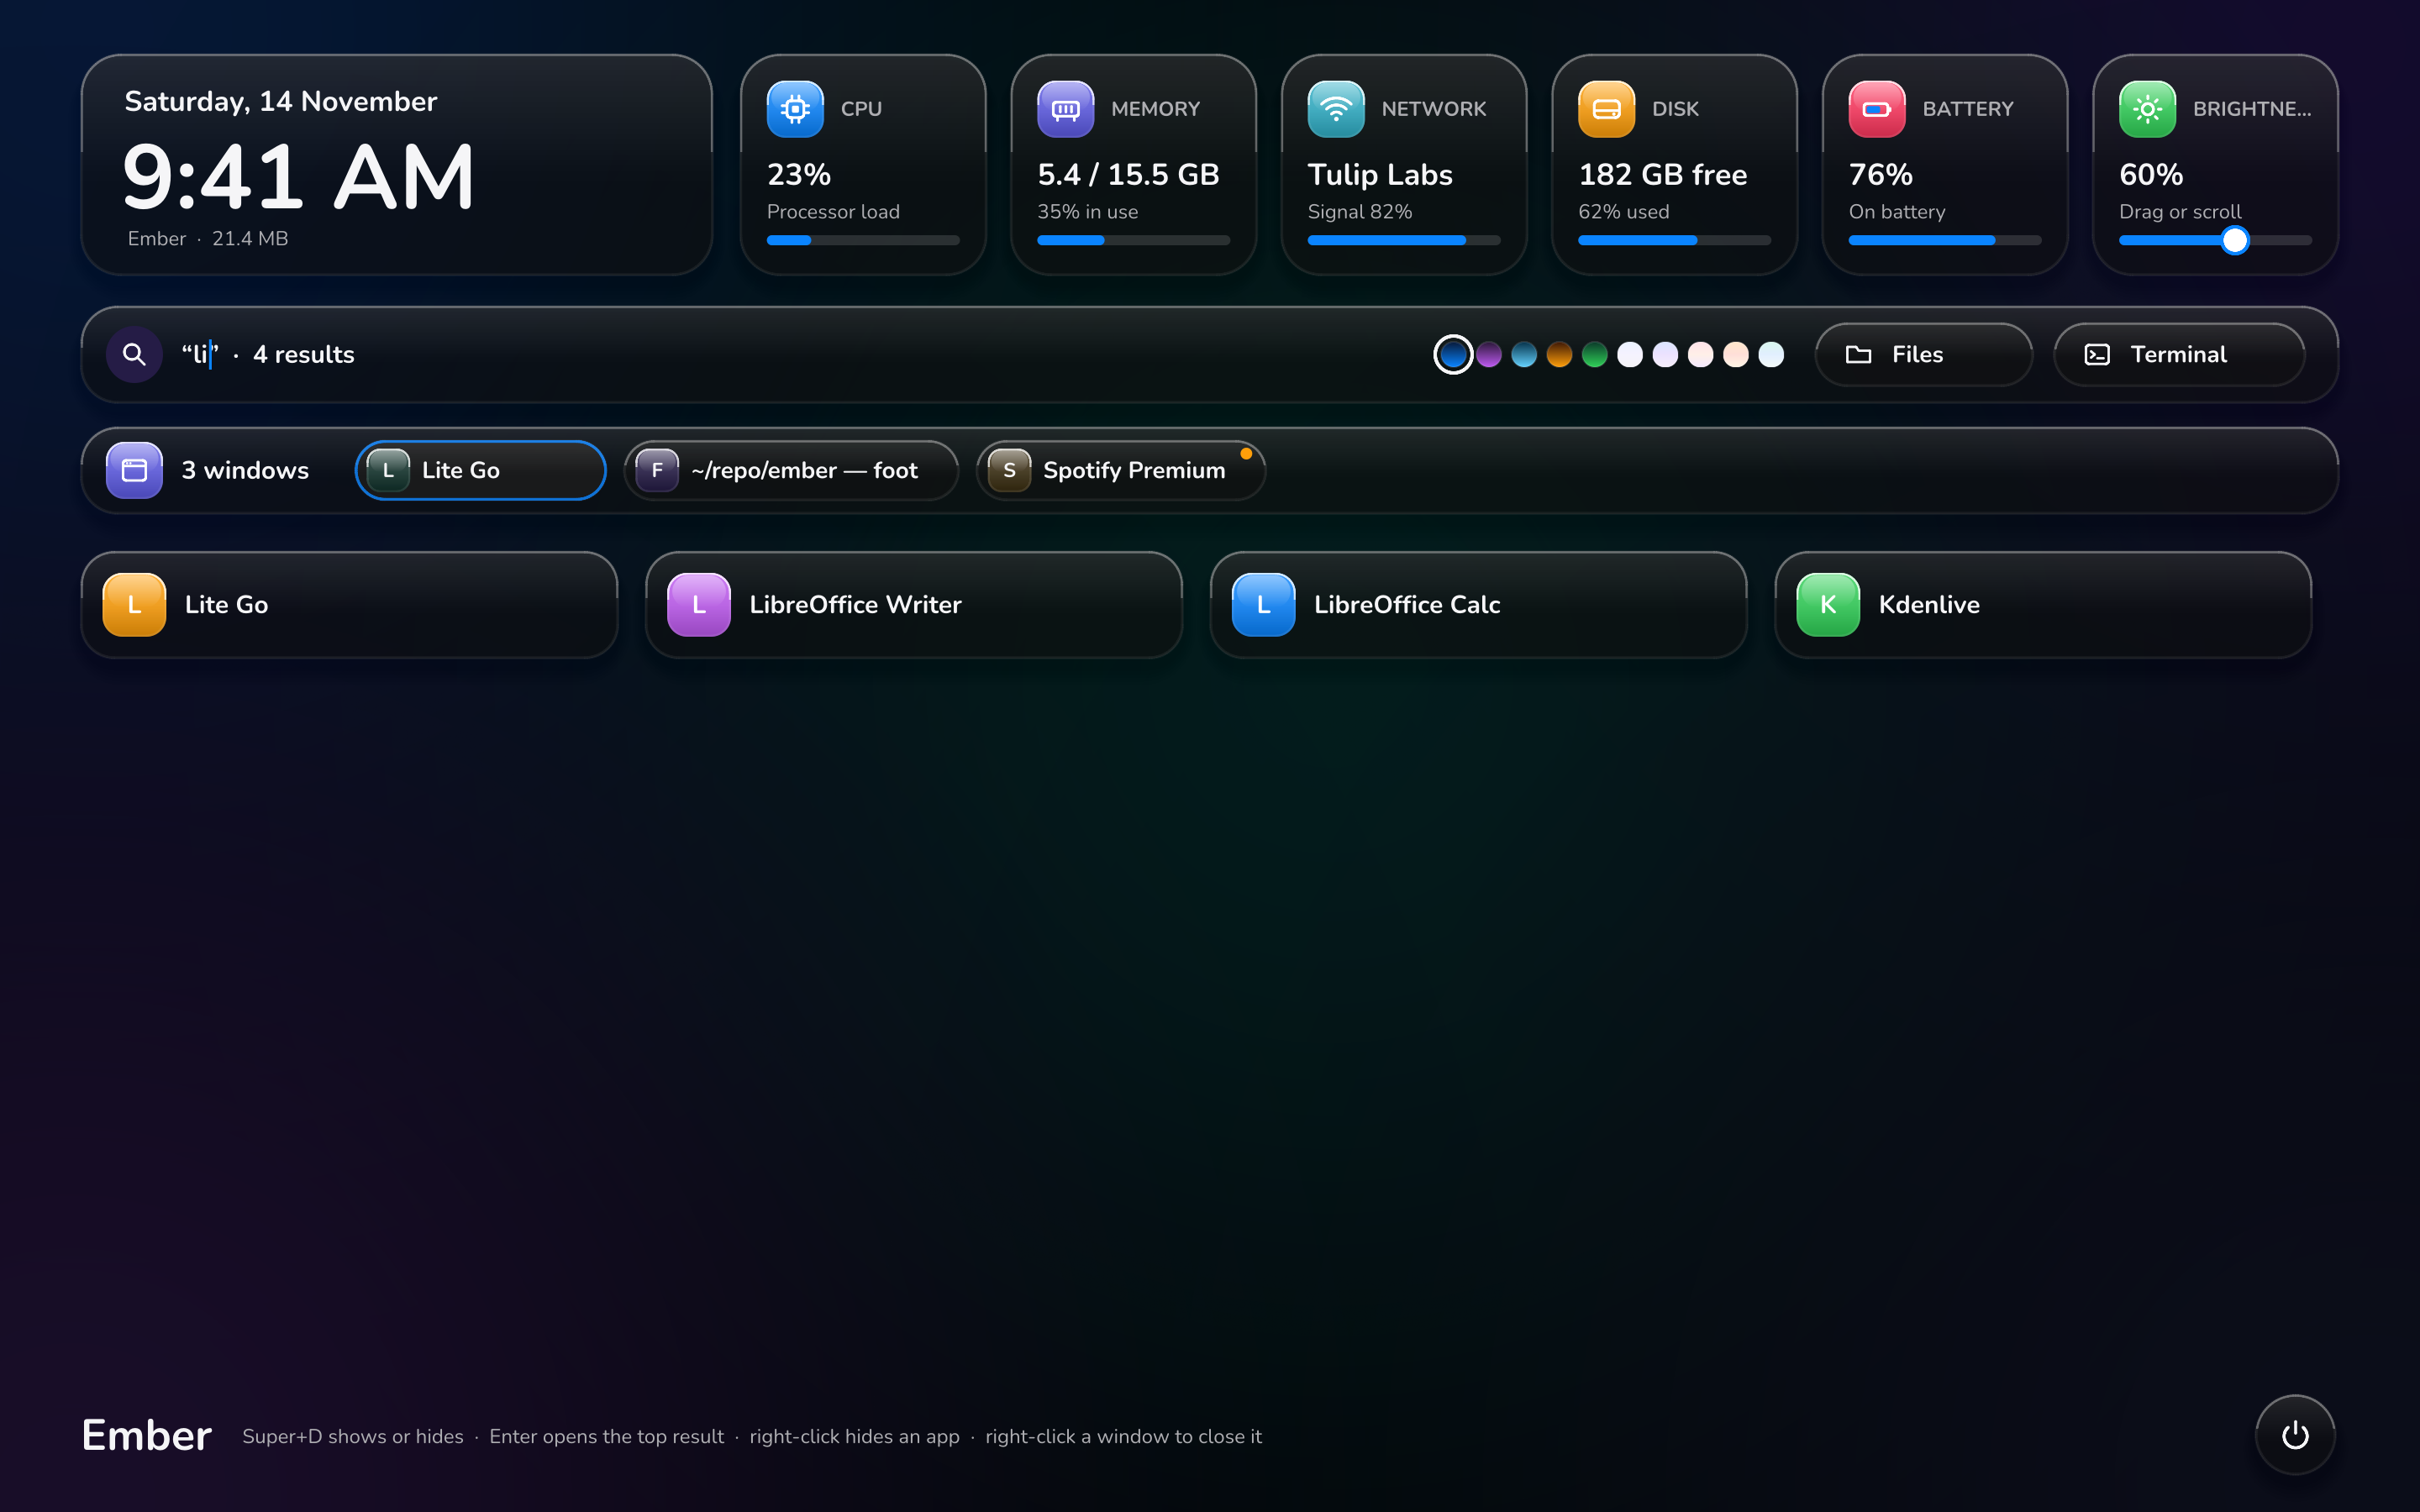 Saturday, 14 November
9:41 AM
Ember · 21.4 MB
CPU
23%
Processor load
MEMORY
5.4 / 15.5 GB
35% in use
NETWORK
Tulip Labs
Signal 82%
DISK
182 GB free
62% used
BATTERY
76%
On battery
BRIGHTNE...
60%
Drag or scroll
“li” · 4 results
Files
Terminal
3 windows
L Lite Go
F ~/repo/ember — foot
S Spotify Premium
L Lite Go
L LibreOffice Writer
L LibreOffice Calc
K Kdenlive
Ember
Super+D shows or hides · Enter opens the top result · right-click hides an app · right-click a window to close it